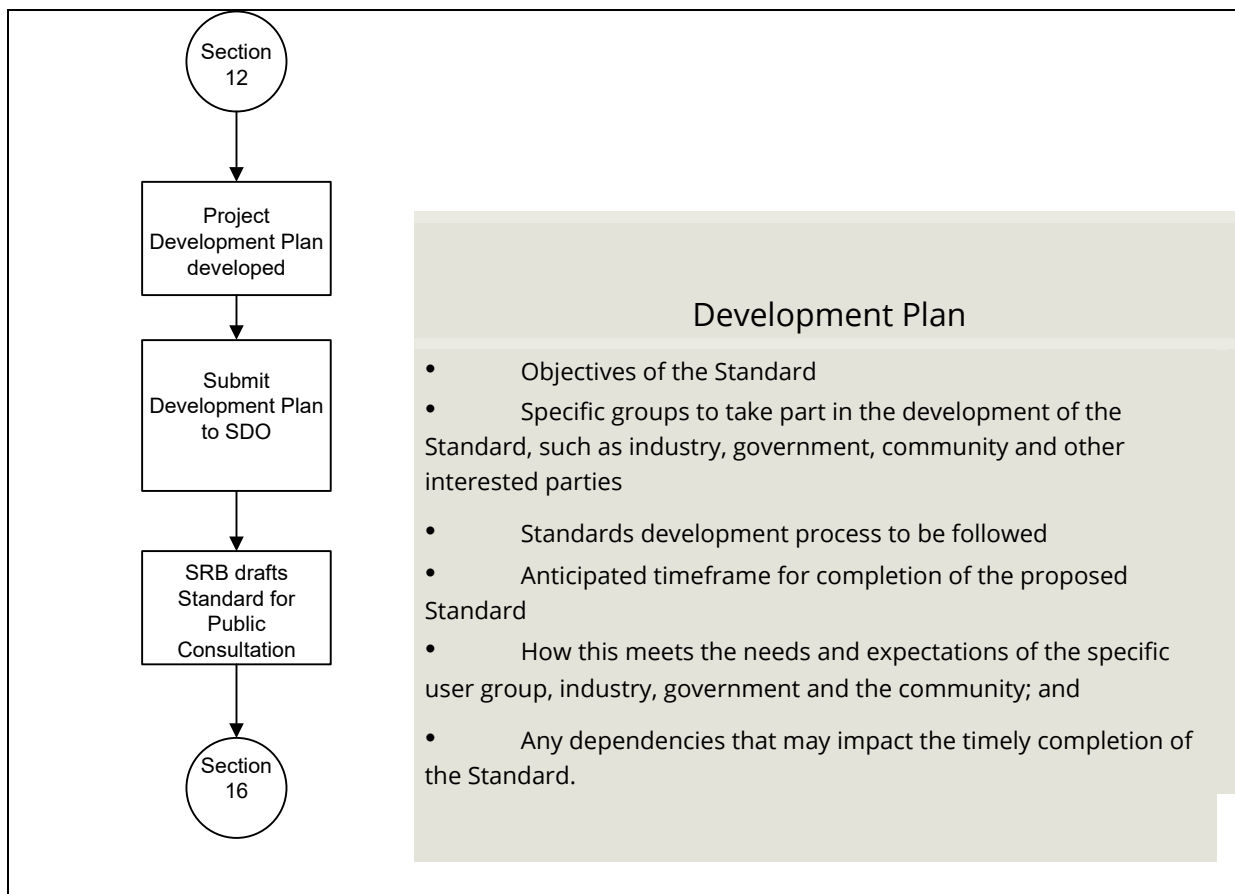 Section
12
Project
Development Plan
developed
Submit
Development Plan
to SDO
SRB drafts
Standard for
Public
Consultation
Section
16
Development Plan
• Objectives of the Standard
• Specific groups to take part in the development of the
Standard, such as industry, government, community and other
interested parties
• Standards development process to be followed
• Anticipated timeframe for completion of the proposed
Standard
• How this meets the needs and expectations of the specific
user group, industry, government and the community; and
• Any dependencies that may impact the timely completion of
the Standard.